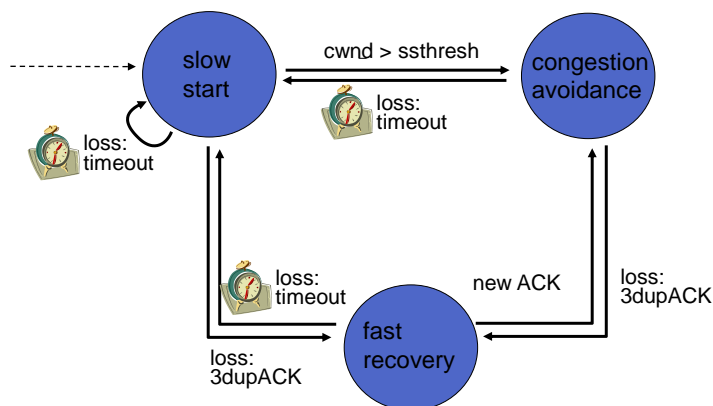 slow
start
cwnd > ssthresh
congestion
avoidance
loss:
timeout
loss:
timeout
loss:
timeout
new ACK
loss:
3dupACK
fast
recovery
loss:
3dupACK